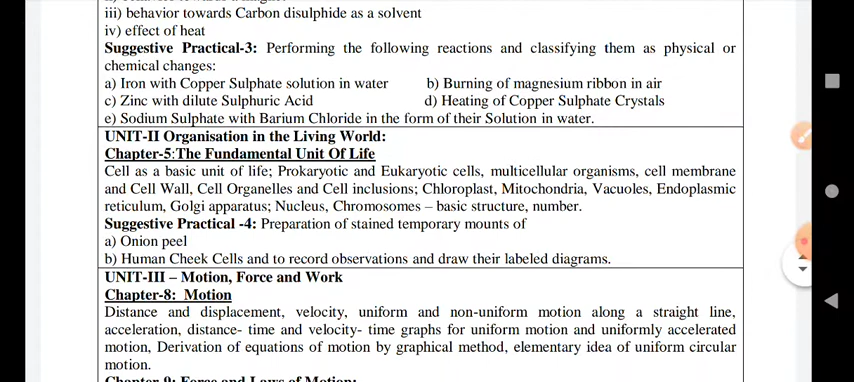 iii) behavior towards Carbon disulphide as a solvent
iv) effect of heat
Suggestive Practical-3: Performing the following reactions and classifying them as physical or
chemical changes:
a) Iron with Copper Sulphate solution in water b) Burning of magnesium ribbon in air
c) Zinc with dilute Sulphuric Acid d) Heating of Copper Sulphate Crystals
e) Sodium Sulphate with Barium Chloride in the form of their Solution in water.
UNIT-II Organisation in the Living World:
Chapter-5:The Fundamental Unit Of Life
Cell as a basic unit of life; Prokaryotic and Eukaryotic cells, multicellular organisms, cell membrane
and Cell Wall, Cell Organelles and Cell inclusions; Chloroplast, Mitochondria, Vacuoles, Endoplasmic
reticulum, Golgi apparatus; Nucleus, Chromosomes – basic structure, number.
Suggestive Practical -4: Preparation of stained temporary mounts of
a) Onion peel
b) Human Cheek Cells and to record observations and draw their labeled diagrams.
UNIT-III – Motion, Force and Work
Chapter-8: Motion
Distance and displacement, velocity, uniform and non-uniform motion along a straight line,
acceleration, distance- time and velocity- time graphs for uniform motion and uniformly accelerated
motion, Derivation of equations of motion by graphical method, elementary idea of uniform circular
motion.
Chapter-9: Force and Laws of Motion: